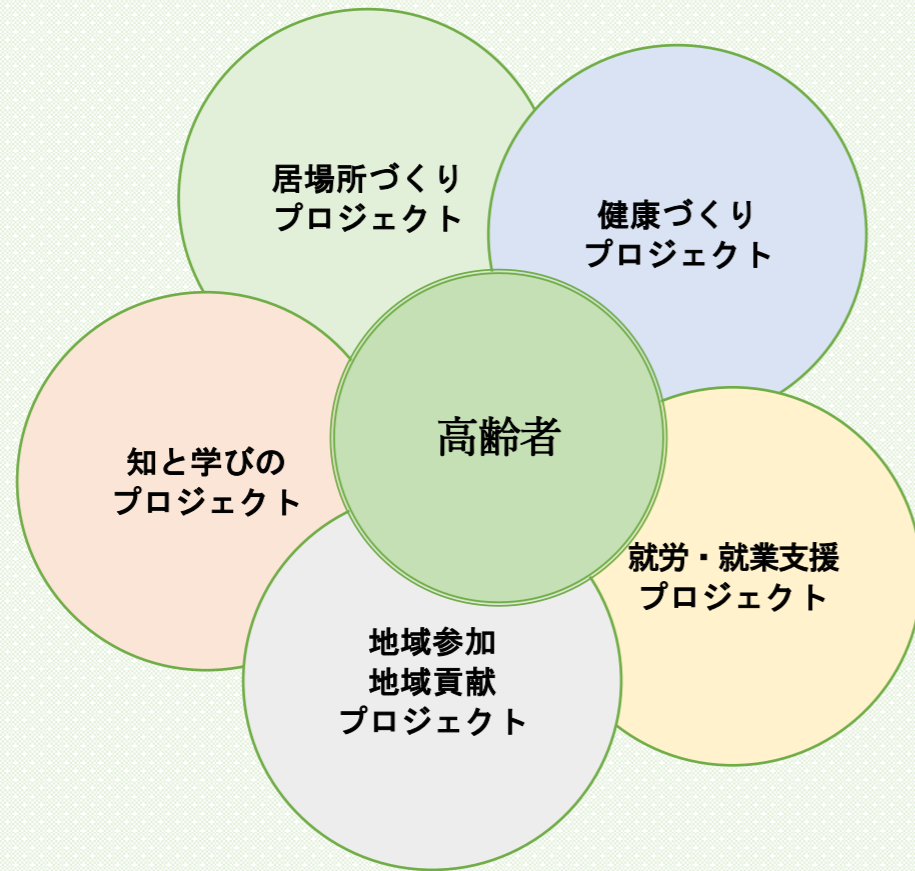 居場所づくり
プロジェクト
健康づくり
プロジェクト
高齢者
知と学びの
プロジェクト
就労・就業支援
プロジェクト
地域参加
地域貢献
プロジェクト